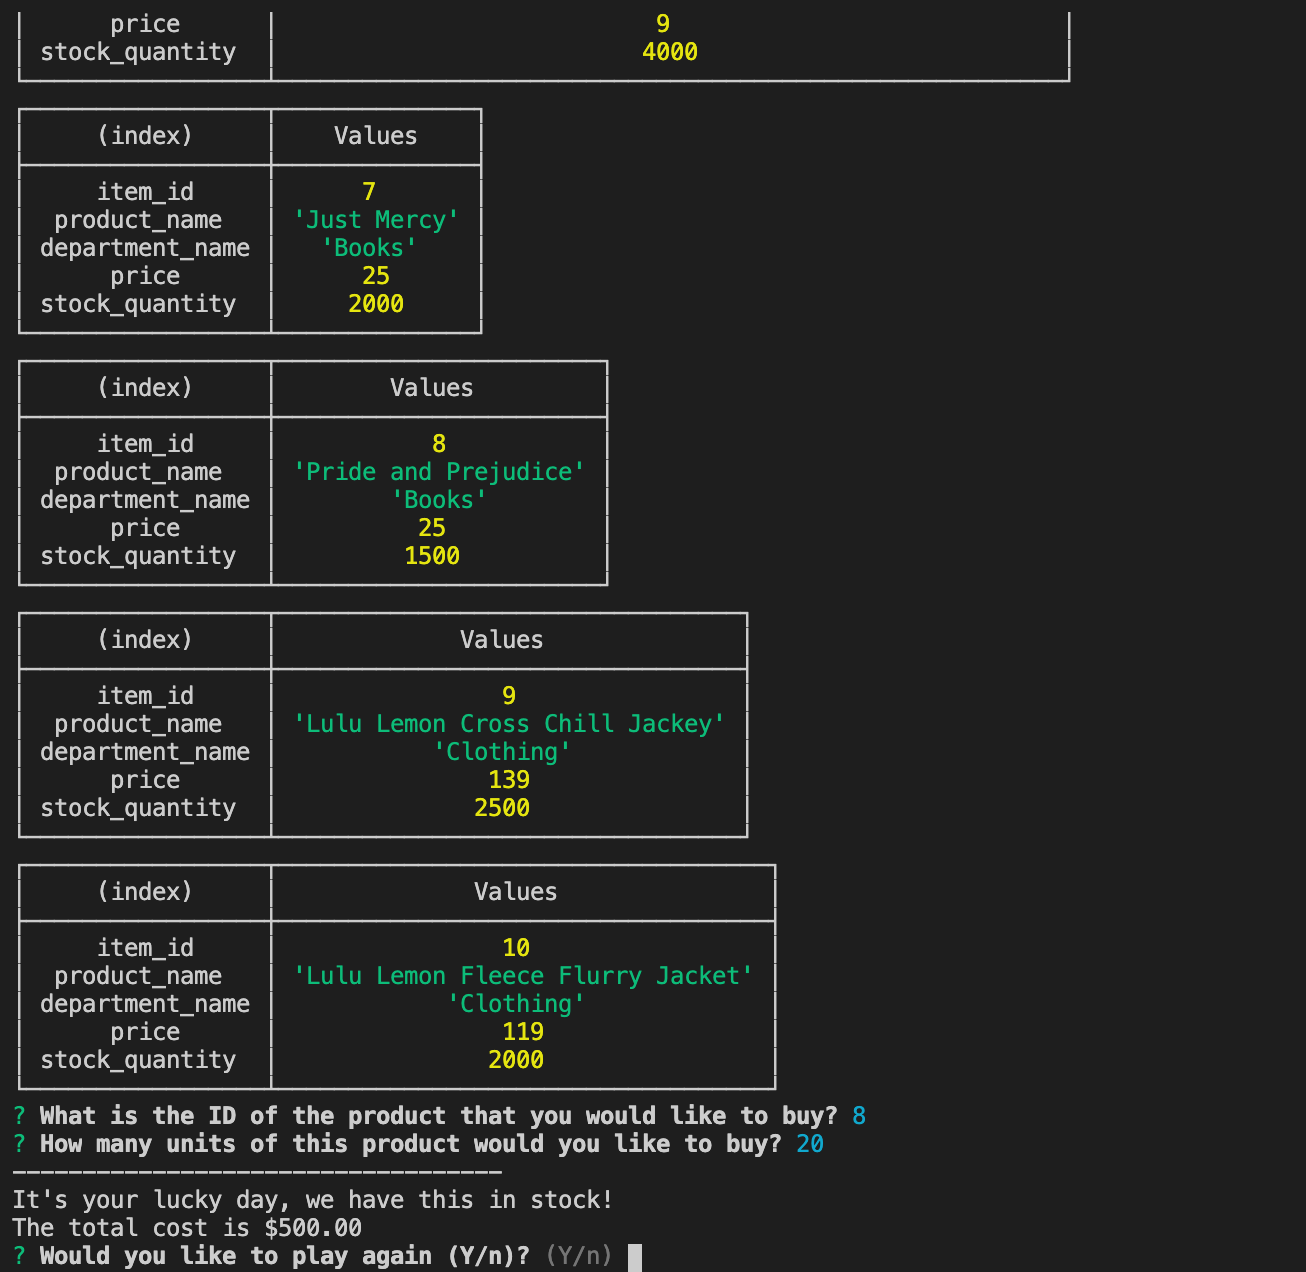 price 9
stock_quantity 4000
(index) Values
item_id 7
product_name 'Just Mercy'
department_name 'Books'
price 25
stock_quantity 2000
(index) Values
item_id 8
product_name 'Pride and Prejudice'
department_name 'Books'
price 25
stock_quantity 1500
(index) Values
item_id 9
product_name 'Lulu Lemon Cross Chill Jackey'
department_name 'Clothing'
price 139
stock_quantity 2500
(index) Values
item_id 10
product_name 'Lulu Lemon Fleece Flurry Jacket'
department_name 'Clothing'
price 119
stock_quantity 2000
? What is the ID of the product that you would like to buy? 8
? How many units of this product would you like to buy? 20
-----------------------------------
It's your lucky day, we have this in stock!
The total cost is $500.00
? Would you like to play again (Y/n)? (Y/n)